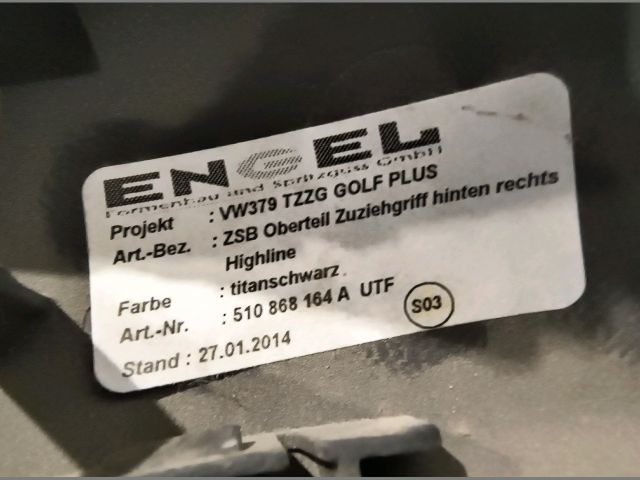 ENGEL
Formenbau und Spritzguss GmbH
Projekt : VW379 TZZG GOLF PLUS
Art.-Bez. : ZSB Oberteil Zuziehgriff hinten rechts
Highline
Farbe : titanschwarz
Art.-Nr. : 510 868 164 A UTF
S03
Stand : 27.01.2014